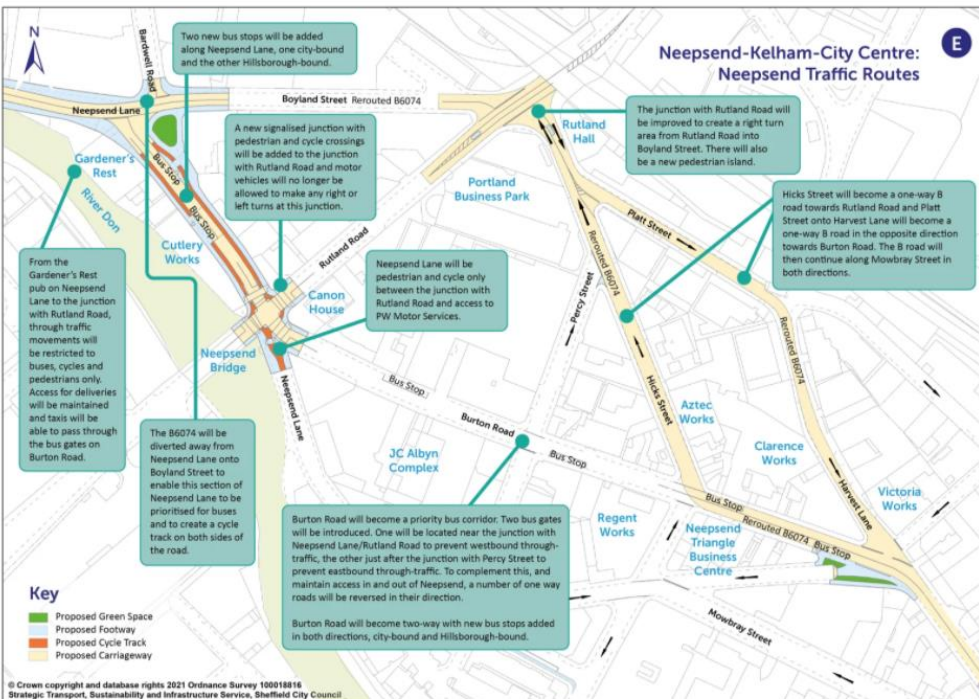 N
Bardwell Road
Two new bus stops will be added
along Neepsend Lane, one city-bound
and the other Hillsborough-bound.
Neepsend-Kelham-City Centre:
Neepsend Traffic Routes
E
Neepsend Lane
Boyland Street Rerouted B6074
A new signalised junction with
pedestrian and cycle crossings
will be added to the junction
with Rutland Road and motor
vehicles will no longer be
allowed to make any right or
left turns at this junction.
Rutland
Hall
The junction with Rutland Road will
be improved to create a right turn
area from Rutland Road into
Boyland Street. There will also
be a new pedestrian island.
Gardener's
Rest
River Don
Bus Stop
Bus Stop
Cutlery
Works
Portland
Business Park
Platt Street
Hicks Street will become a one-way B
road towards Rutland Road and Platt
Street onto Harvest Lane will become a
one-way B road in the opposite direction
towards Burton Road. The B road will
then continue along Mowbray Street in
both directions.
Rutland Road
From the
Gardener's Rest
pub on Neepsend
Lane to the junction
with Rutland Road,
through traffic
movements will
be restricted to
buses, cycles and
pedestrians only.
Access for deliveries
will be maintained
and taxis will be
able to pass through
the bus gates on
Burton Road.
Canon
House
Neepsend Lane will be
pedestrian and cycle only
between the junction with
Rutland Road and access to
PW Motor Services.
Rerouted B6074
Percy Street
Rerouted B6074
Neepsend
Bridge
Neepsend Lane
Bus Stop
Burton Road
Bus Stop
Hicks Street
Aztec
Works
Clarence
Works
The B6074 will be
diverted away from
Neepsend Lane onto
Boyland Street to
enable this section of
Neepsend Lane to be
prioritised for buses
and to create a cycle
track on both sides of
the road.
JC Albyn
Complex
Harvest Lane
Victoria
Works
Bus Stop
Rerouted B6074
Bus Stop
Regent
Works
Neepsend
Triangle
Business
Centre
Burton Road will become a priority bus corridor. Two bus gates
will be introduced. One will be located near the junction with
Neepsend Lane/Rutland Road to prevent westbound through-
traffic, the other just after the junction with Percy Street to
prevent eastbound through-traffic. To complement this, and
maintain access in and out of Neepsend, a number of one way
roads will be reversed in their direction.
Burton Road will become two-way with new bus stops added
in both directions, city-bound and Hillsborough-bound.
Mowbray Street
Key
Proposed Green Space
Proposed Footway
Proposed Cycle Track
Proposed Carriageway
© Crown copyright and database rights 2021 Ordnance Survey 100018816
Strategic Transport, Sustainability and Infrastructure Service, Sheffield City Council